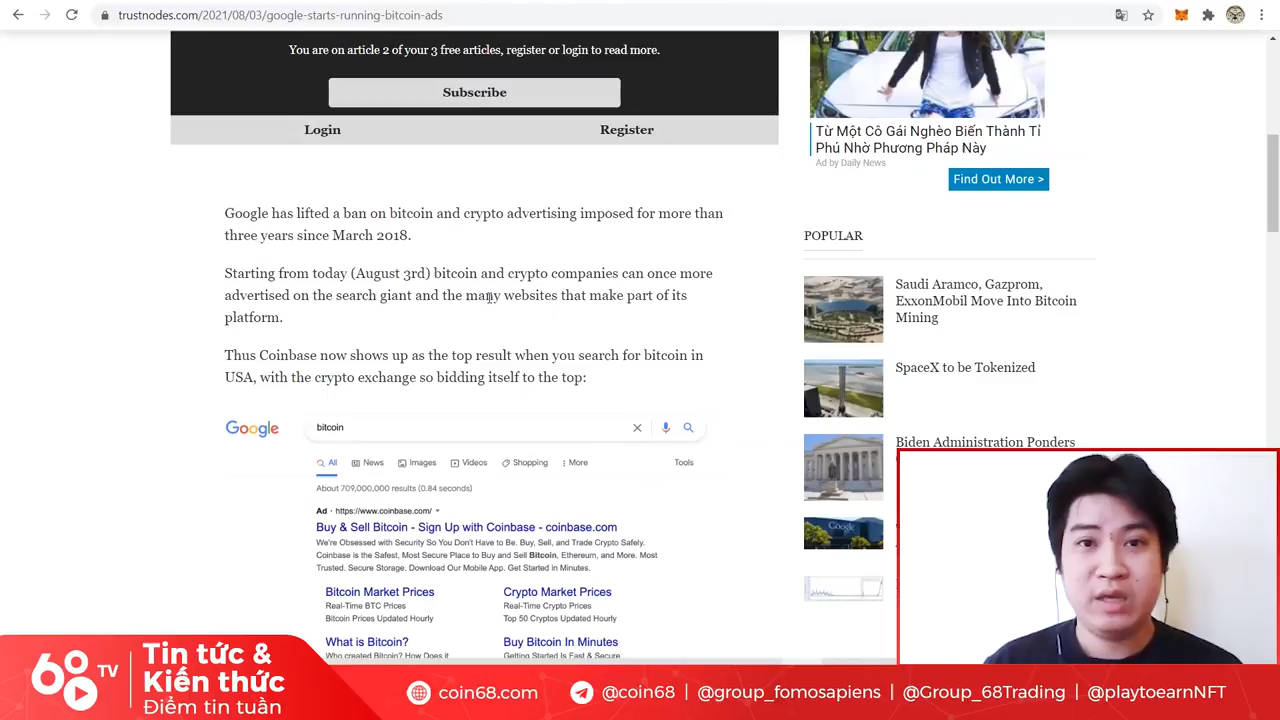 trustnodes.com/2021/08/03/google-starts-running-bitcoin-ads
You are on article 2 of your 3 free articles, register or login to read more.
Subscribe
Login
Register
Google has lifted a ban on bitcoin and crypto advertising imposed for more than
three years since March 2018.
Starting from today (August 3rd) bitcoin and crypto companies can once more
advertised on the search giant and the many websites that make part of its
platform.
Thus Coinbase now shows up as the top result when you search for bitcoin in
USA, with the crypto exchange so bidding itself to the top:
Google
bitcoin
All
News
Images
Videos
Shopping
More
Tools
About 709,000,000 results (0.84 seconds)
Ad · https://www.coinbase.com/
Buy & Sell Bitcoin - Sign Up with Coinbase - coinbase.com
We're Obsessed with Security So You Don't Have to Be. Buy, Sell, and Trade Crypto Safely.
Coinbase is the Safest, Most Secure Place to Buy and Sell Bitcoin, Ethereum, and More. Most
Trusted. Secure Storage. Download Our Mobile App. Get Started in Minutes.
Bitcoin Market Prices
Real-Time BTC Prices
Bitcoin Prices Updated Hourly
Crypto Market Prices
Real-Time Crypto Prices
Top 50 Cryptos Updated Hourly
What is Bitcoin?
Who created Bitcoin? How Does it
Buy Bitcoin In Minutes
Getting Started Is Fast & Secure
Từ Một Cô Gái Nghèo Biến Thành Tỉ
Phú Nhờ Phương Pháp Này
Ad by Daily News
Find Out More >
POPULAR
Saudi Aramco, Gazprom,
ExxonMobil Move Into Bitcoin
Mining
SpaceX to be Tokenized
Biden Administration Ponders
Google
68 TV
Tin tức &
Kiến thức
Điểm tin tuần
coin68.com
@coin68 | @group_fomosapiens | @Group_68Trading | @playtoearnNFT